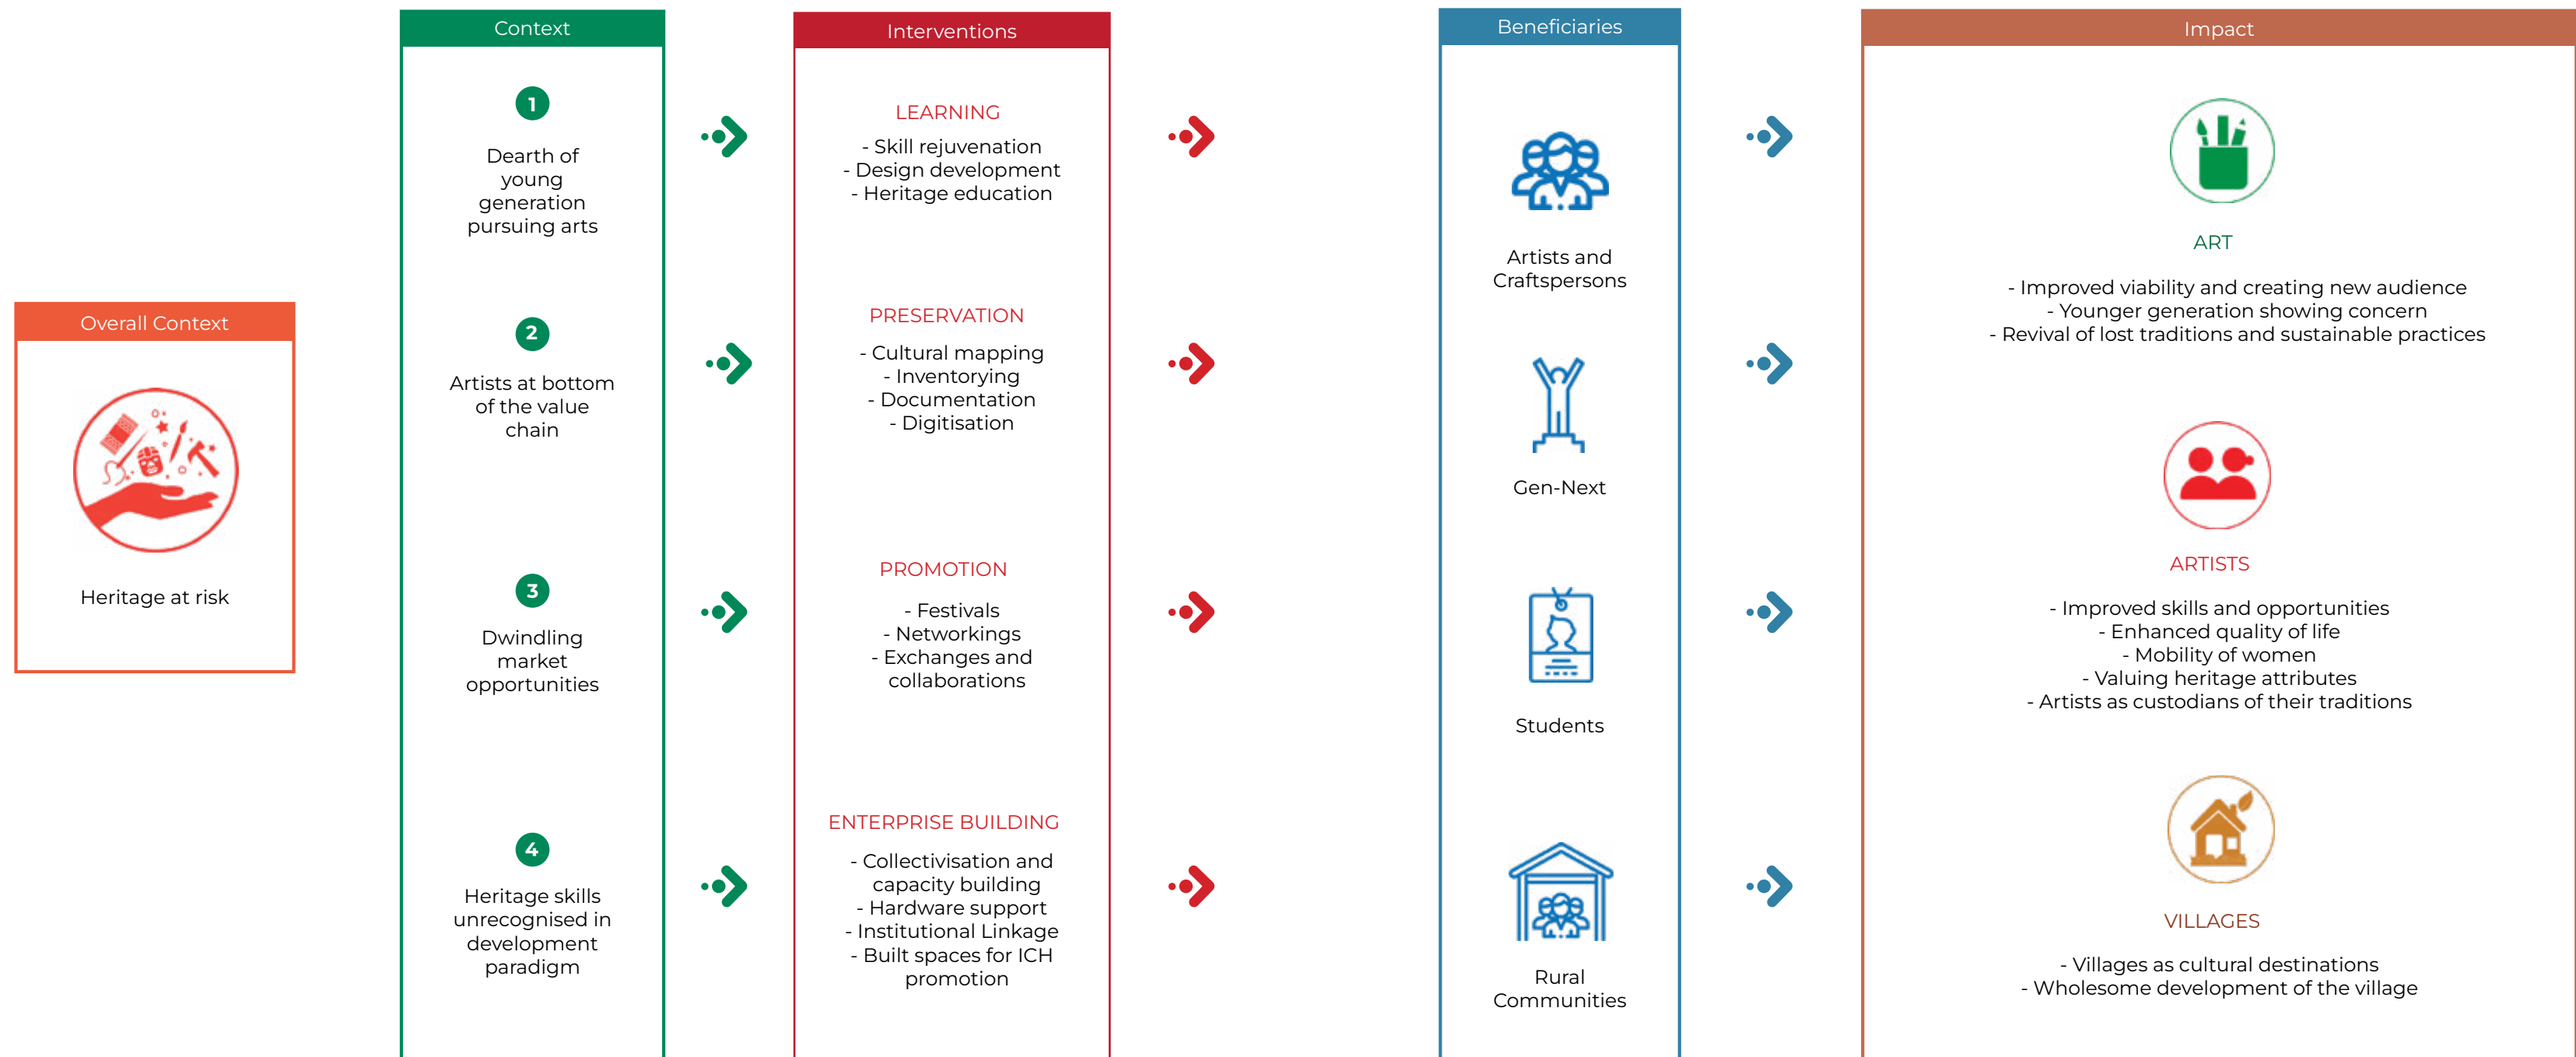 Overall Context
Heritage at risk
Context
1
Dearth of
young
generation
pursuing arts
2
Artists at bottom
of the value
chain
3
Dwindling
market
opportunities
4
Heritage skills
unrecognised in
development
paradigm
Interventions
LEARNING
- Skill rejuvenation
- Design development
- Heritage education
PRESERVATION
- Cultural mapping
- Inventorying
- Documentation
- Digitisation
PROMOTION
- Festivals
- Networkings
- Exchanges and
collaborations
ENTERPRISE BUILDING
- Collectivisation and
capacity building
- Hardware support
- Institutional Linkage
- Built spaces for ICH
promotion
Beneficiaries
Artists and
Craftspersons
Gen-Next
Students
Rural
Communities
Impact
ART
- Improved viability and creating new audience
- Younger generation showing concern
- Revival of lost traditions and sustainable practices
ARTISTS
- Improved skills and opportunities
- Enhanced quality of life
- Mobility of women
- Valuing heritage attributes
- Artists as custodians of their traditions
VILLAGES
- Villages as cultural destinations
- Wholesome development of the village